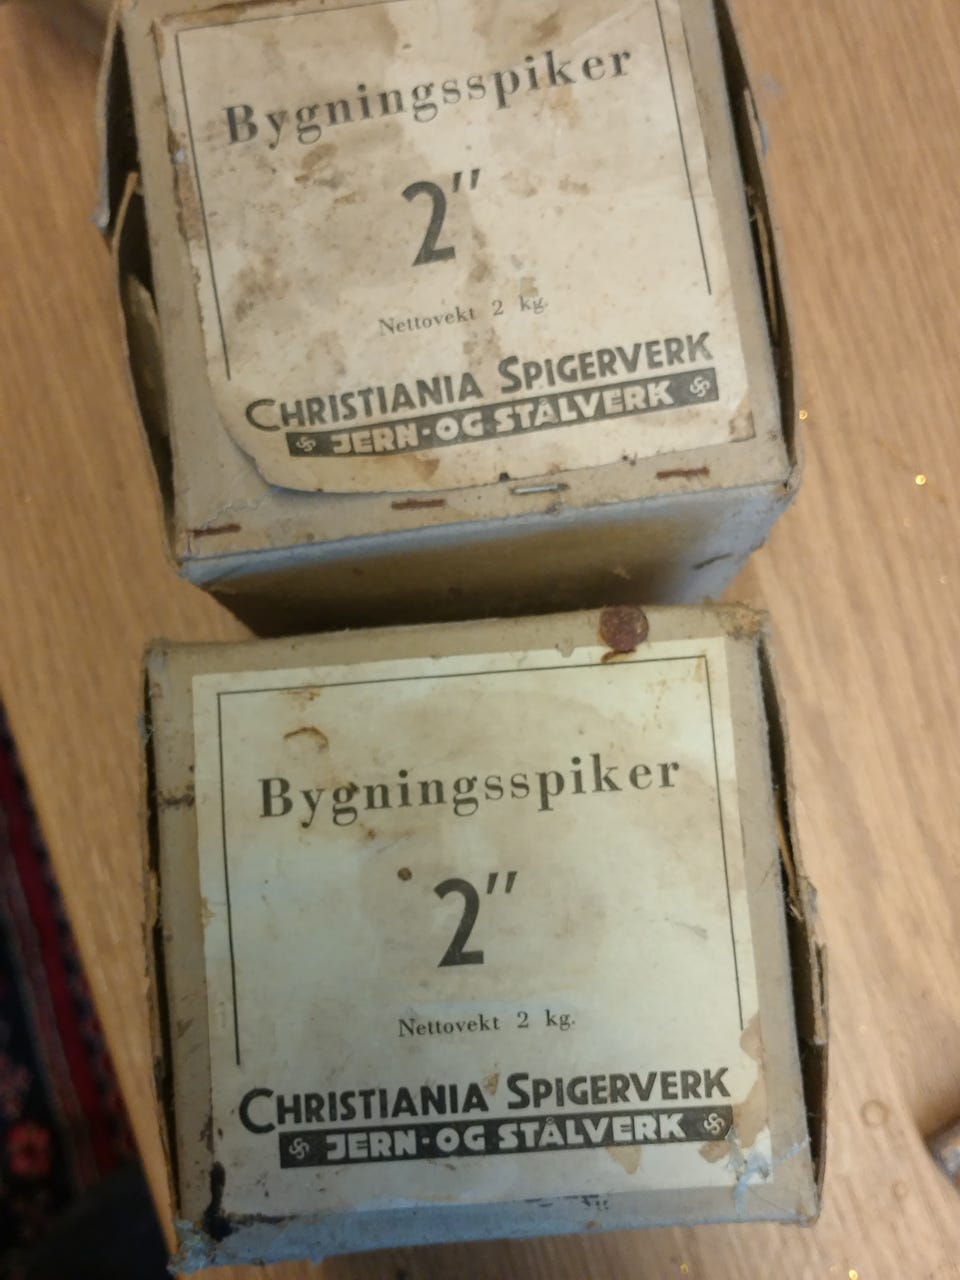 Bygningsspiker
2"
Nettovekt 2 kg.
CHRISTIANIA SPIGERVERK
JERN-OG STÅLVERK
Bygningsspiker
2"
Nettovekt 2 kg.
CHRISTIANIA SPIGERVERK
JERN-OG STÅLVERK